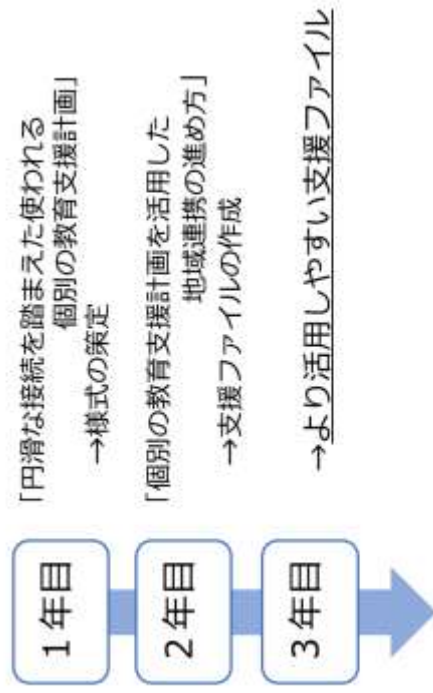 1年目
「円滑な接続を踏まえた使われる
個別の教育支援計画」
→様式の策定
2年目
「個別の教育支援計画を活用した
地域連携の進め方」
→支援ファイルの作成
3年目
→より活用しやすい支援ファイル